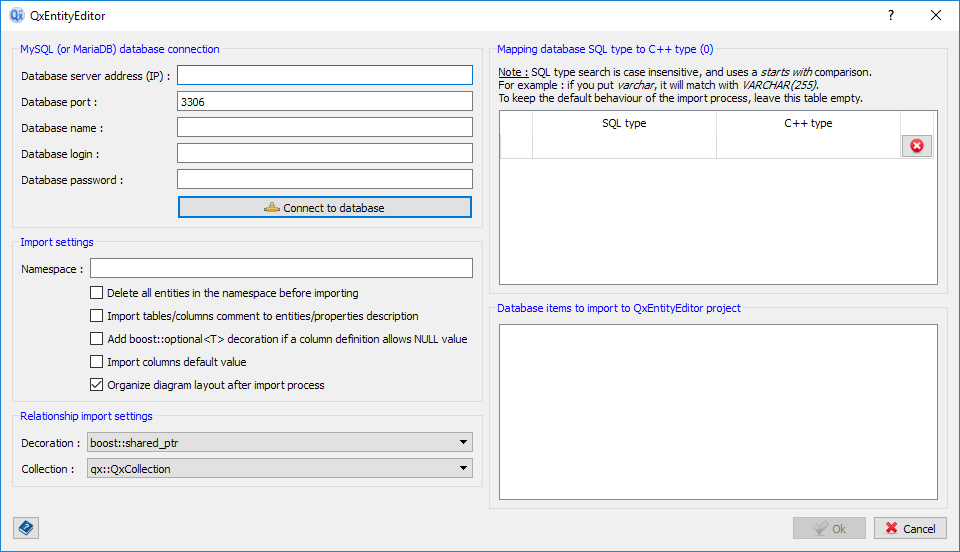 QxEntityEditor
MySQL (or MariaDB) database connection
Database server address (IP) :
Database port :
3306
Database name :
Database login :
Database password :
Connect to database
Import settings
Namespace :
Delete all entities in the namespace before importing
Import tables/columns comment to entities/properties description
Add boost::optional<T> decoration if a column definition allows NULL value
Import columns default value
Organize diagram layout after import process
Relationship import settings
Decoration :
boost::shared_ptr
Collection :
qx::QxCollection
Mapping database SQL type to C++ type (0)
Note : SQL type search is case insensitive, and uses a starts with comparison.
For example : if you put varchar, it will match with VARCHAR(255).
To keep the default behaviour of the import process, leave this table empty.
SQL type
C++ type
Database items to import to QxEntityEditor project
Ok
Cancel